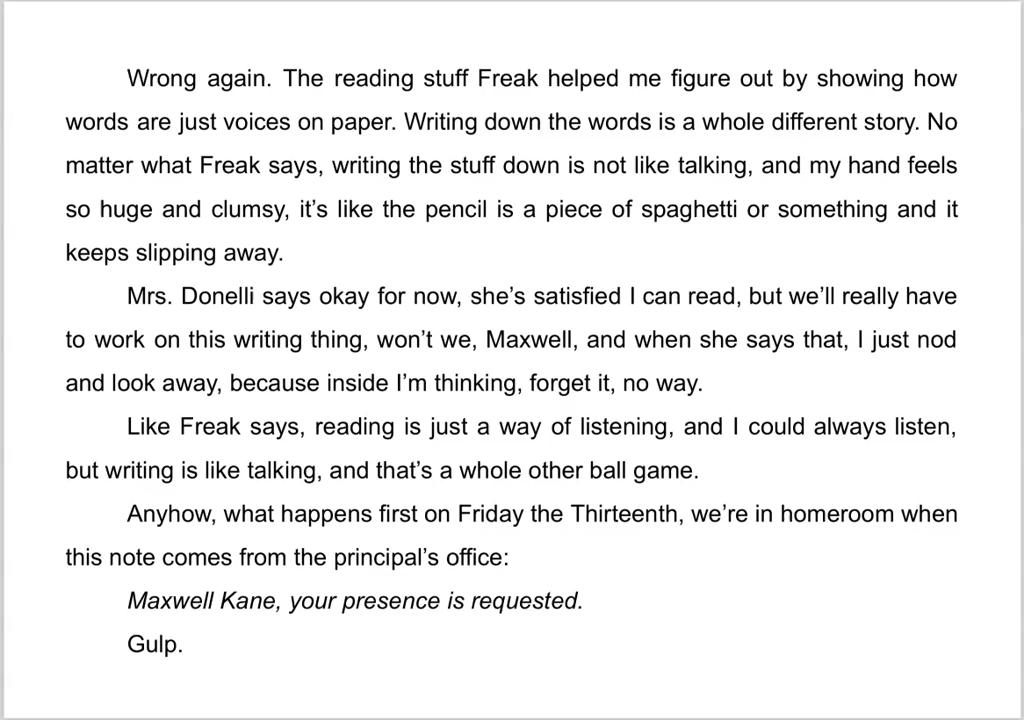 Wrong again. The reading stuff Freak helped me figure out by showing how
words are just voices on paper. Writing down the words is a whole different story. No
matter what Freak says, writing the stuff down is not like talking, and my hand feels
so huge and clumsy, it’s like the pencil is a piece of spaghetti or something and it
keeps slipping away.
Mrs. Donelli says okay for now, she’s satisfied I can read, but we’ll really have
to work on this writing thing, won’t we, Maxwell, and when she says that, I just nod
and look away, because inside I’m thinking, forget it, no way.
Like Freak says, reading is just a way of listening, and I could always listen,
but writing is like talking, and that’s a whole other ball game.
Anyhow, what happens first on Friday the Thirteenth, we’re in homeroom when
this note comes from the principal’s office:
Maxwell Kane, your presence is requested.
Gulp.